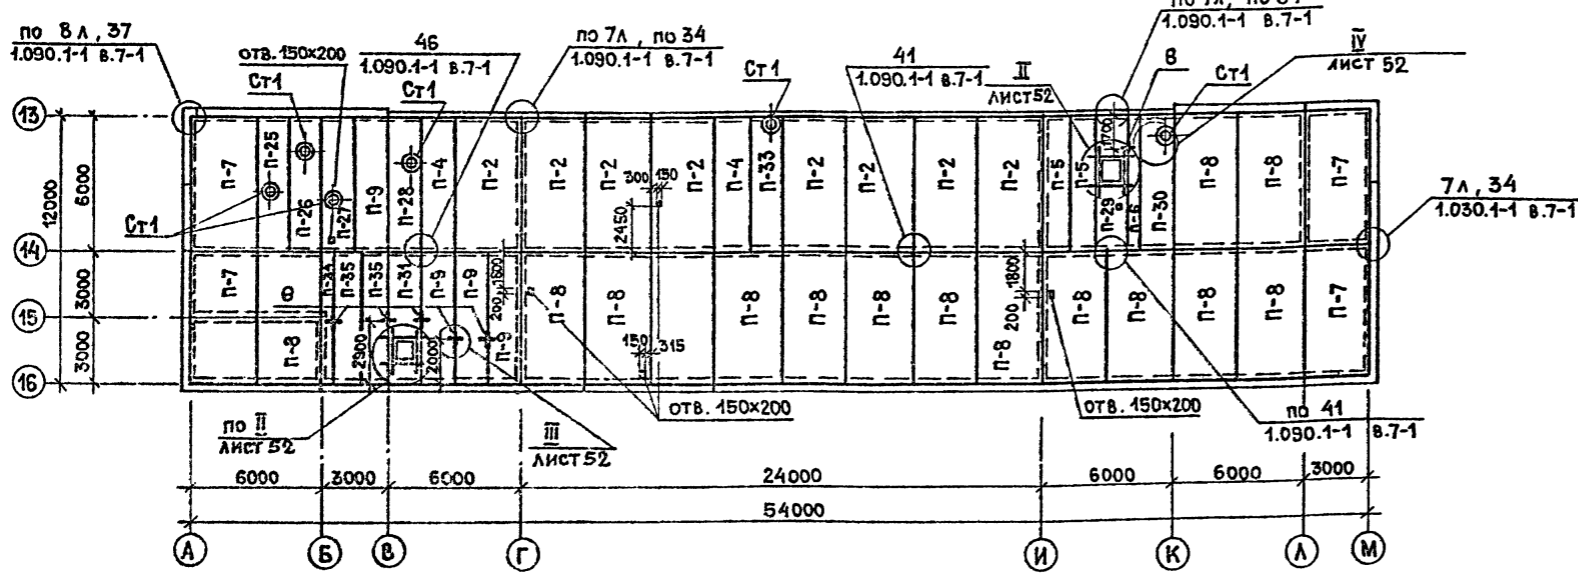 по 8л, 37
1.090.1-1 в.7-1
отв. 150×200
Ст1
46
1.090.1-1 в.7-1
Ст1
по 7л, по 34
1.090.1-1 в.7-1
Ст1
41
1.090.1-1 в.7-1
II
лист 52
1.090.1-1 в.7-1
В
Ст1
IV
лист 52
13
14
15
16
12000
6000
3000
3000
П-7
П-25
П-26
П-27
П-9
П-28
П-4
П-2
П-2
П-2
П-2
П-4
П-33
П-2
П-2
П-2
П-5
П-5
П-29
П-6
П-30
П-8
П-8
П-7
700
Ст1
300
150
2450
7л, 34
1.030.1-1 в.7-1
П-7
П-34
П-35
П-35
П-31
П-9
П-9
1600
200
П-8
П-8
П-8
П-8
П-8
П-8
1800
200
П-8
П-8
П-8
П-8
П-7
θ
П-8
2900
2000
П-9
150
315
П-8
по II
лист 52
III
лист 52
отв. 150×200
отв. 150×200
по 41
1.090.1-1 в.7-1
6000
3000
6000
24000
6000
6000
3000
54000
А
Б
В
Г
И
К
Л
М